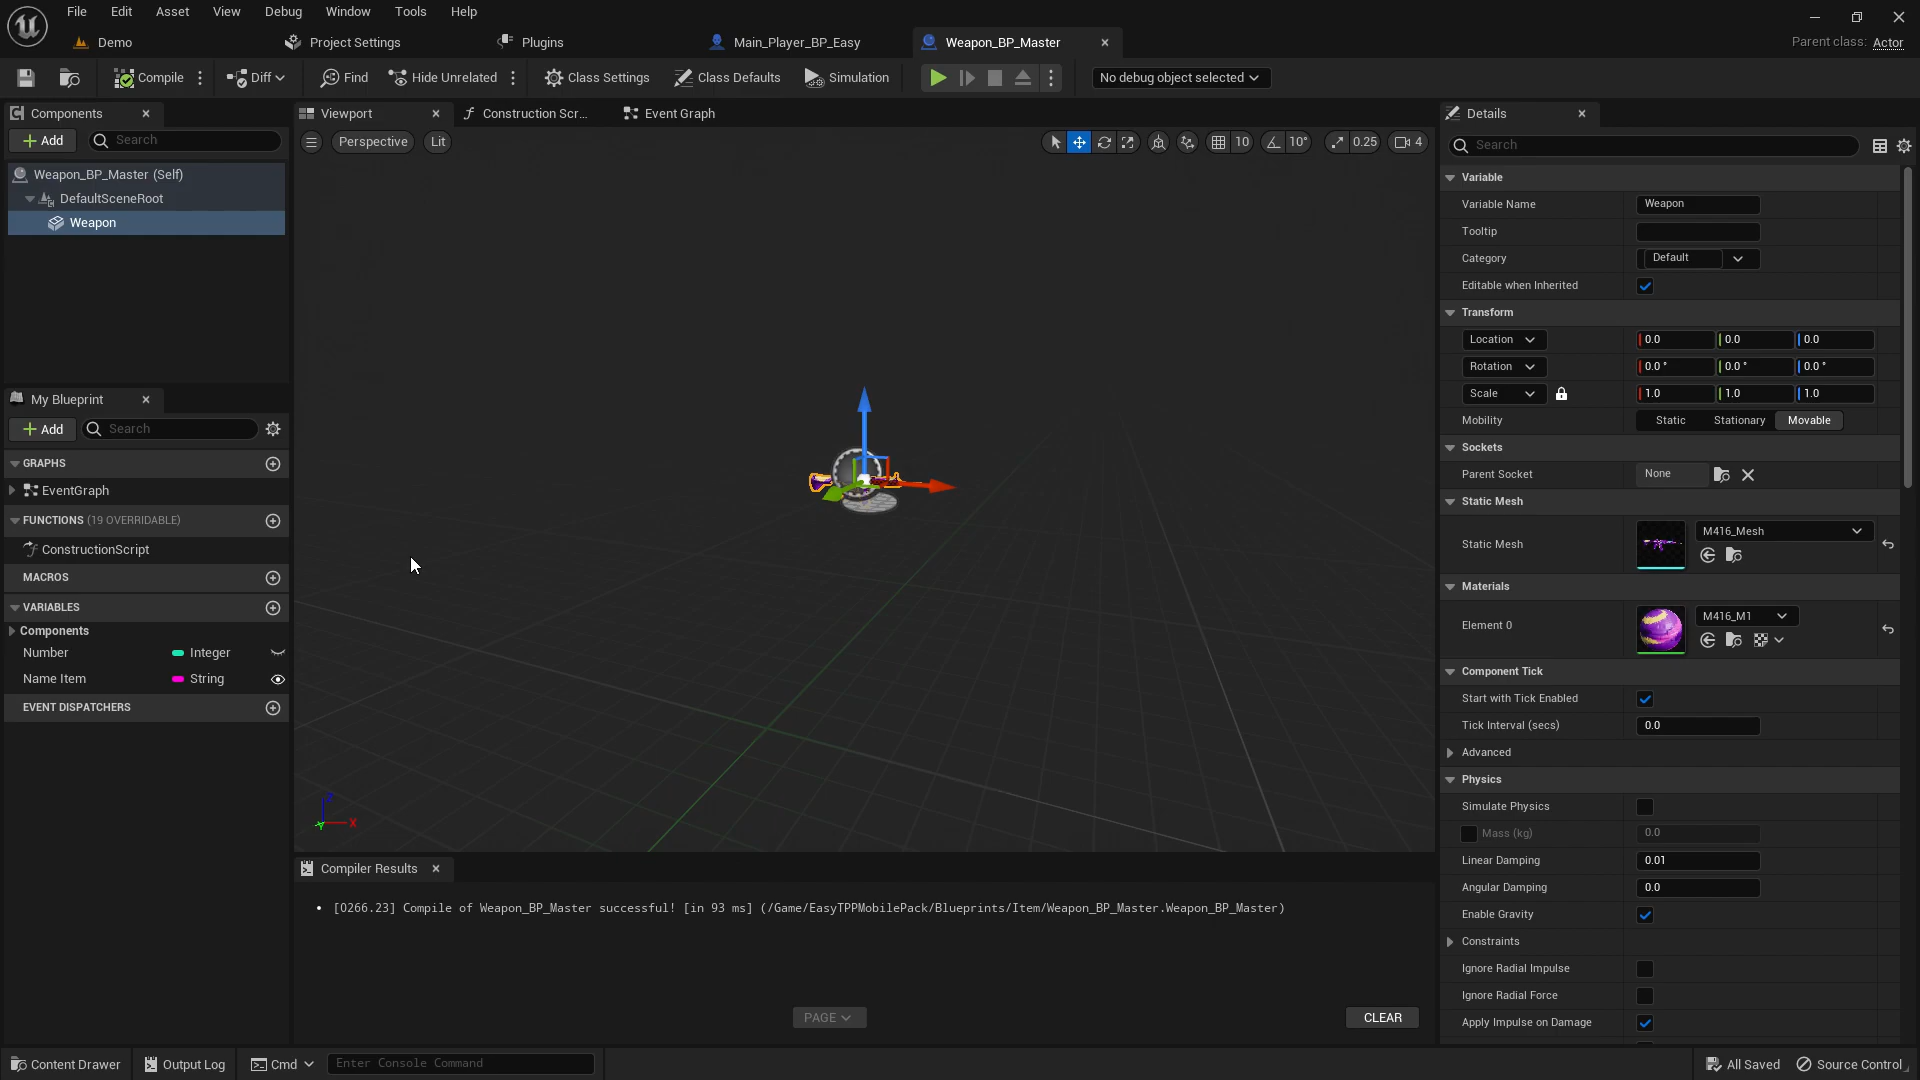 File Edit Asset View Debug Window Tools Help
Demo Project Settings Plugins Main_Player_BP_Easy Weapon_BP_Master Parent class: Actor
Compile Diff Find Hide Unrelated Class Settings Class Defaults Simulation No debug object selected
Components
Add Search
Weapon_BP_Master (Self)
DefaultSceneRoot
Weapon
My Blueprint
Add Search
GRAPHS
EventGraph
FUNCTIONS (19 OVERRIDABLE)
ConstructionScript
MACROS
VARIABLES
Components
Number Integer
Name Item String
EVENT DISPATCHERS
Viewport Construction Scr... Event Graph
Perspective Lit 10 10° 0.25 4
Z
X
Y
Compiler Results
[0266.23] Compile of Weapon_BP_Master successful! [in 93 ms] (/Game/EasyTPPMobilePack/Blueprints/Item/Weapon_BP_Master.Weapon_BP_Master)
PAGE CLEAR
Details
Search
Variable
Variable Name Weapon
Tooltip
Category Default
Editable when Inherited
Transform
Location 0.0 0.0 0.0
Rotation 0.0 ° 0.0 ° 0.0 °
Scale 1.0 1.0 1.0
Mobility Static Stationary Movable
Sockets
Parent Socket None
Static Mesh
Static Mesh M416_Mesh
Materials
Element 0 M416_M1
Component Tick
Start with Tick Enabled
Tick Interval (secs) 0.0
Advanced
Physics
Simulate Physics
Mass (kg) 0.0
Linear Damping 0.01
Angular Damping 0.0
Enable Gravity
Constraints
Ignore Radial Impulse
Ignore Radial Force
Apply Impulse on Damage
Content Drawer Output Log Cmd Enter Console Command All Saved Source Control